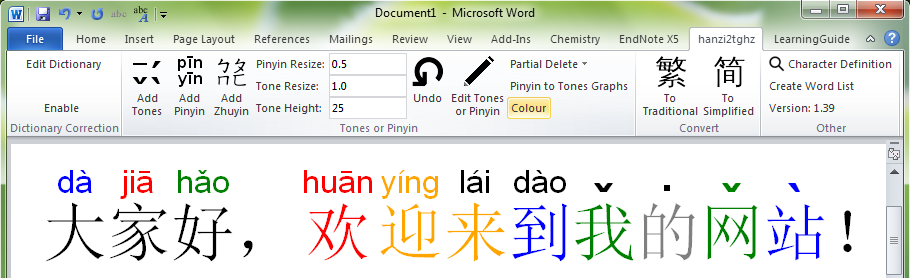 Document1 - Microsoft Word
File Home Insert Page Layout References Mailings Review View Add-Ins Chemistry EndNote X5 hanzi2tghz LearningGuide
Edit Dictionary
Enable
Dictionary Correction
Add Tones
pīn yīn
Add Pinyin
ㄅㄆㄈ
Add Zhuyin
Pinyin Resize: 0.5
Tone Resize: 1.0
Tone Height: 25
Undo
Edit Tones or Pinyin
Partial Delete
Pinyin to Tones Graphs
Colour
Tones or Pinyin
繁
To Traditional
简
To Simplified
Convert
Character Definition
Create Word List
Version: 1.39
Other
dà jiā hǎo huān yíng lái dào
大家好，欢迎来到我的网站！